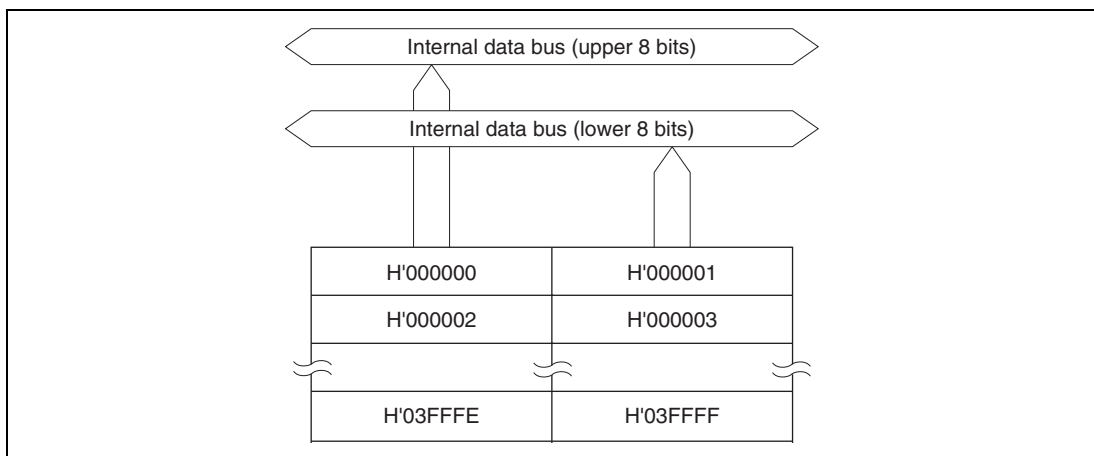 Internal data bus (upper 8 bits)
Internal data bus (lower 8 bits)
H'000000 H'000001
H'000002 H'000003
H'03FFFE H'03FFFF